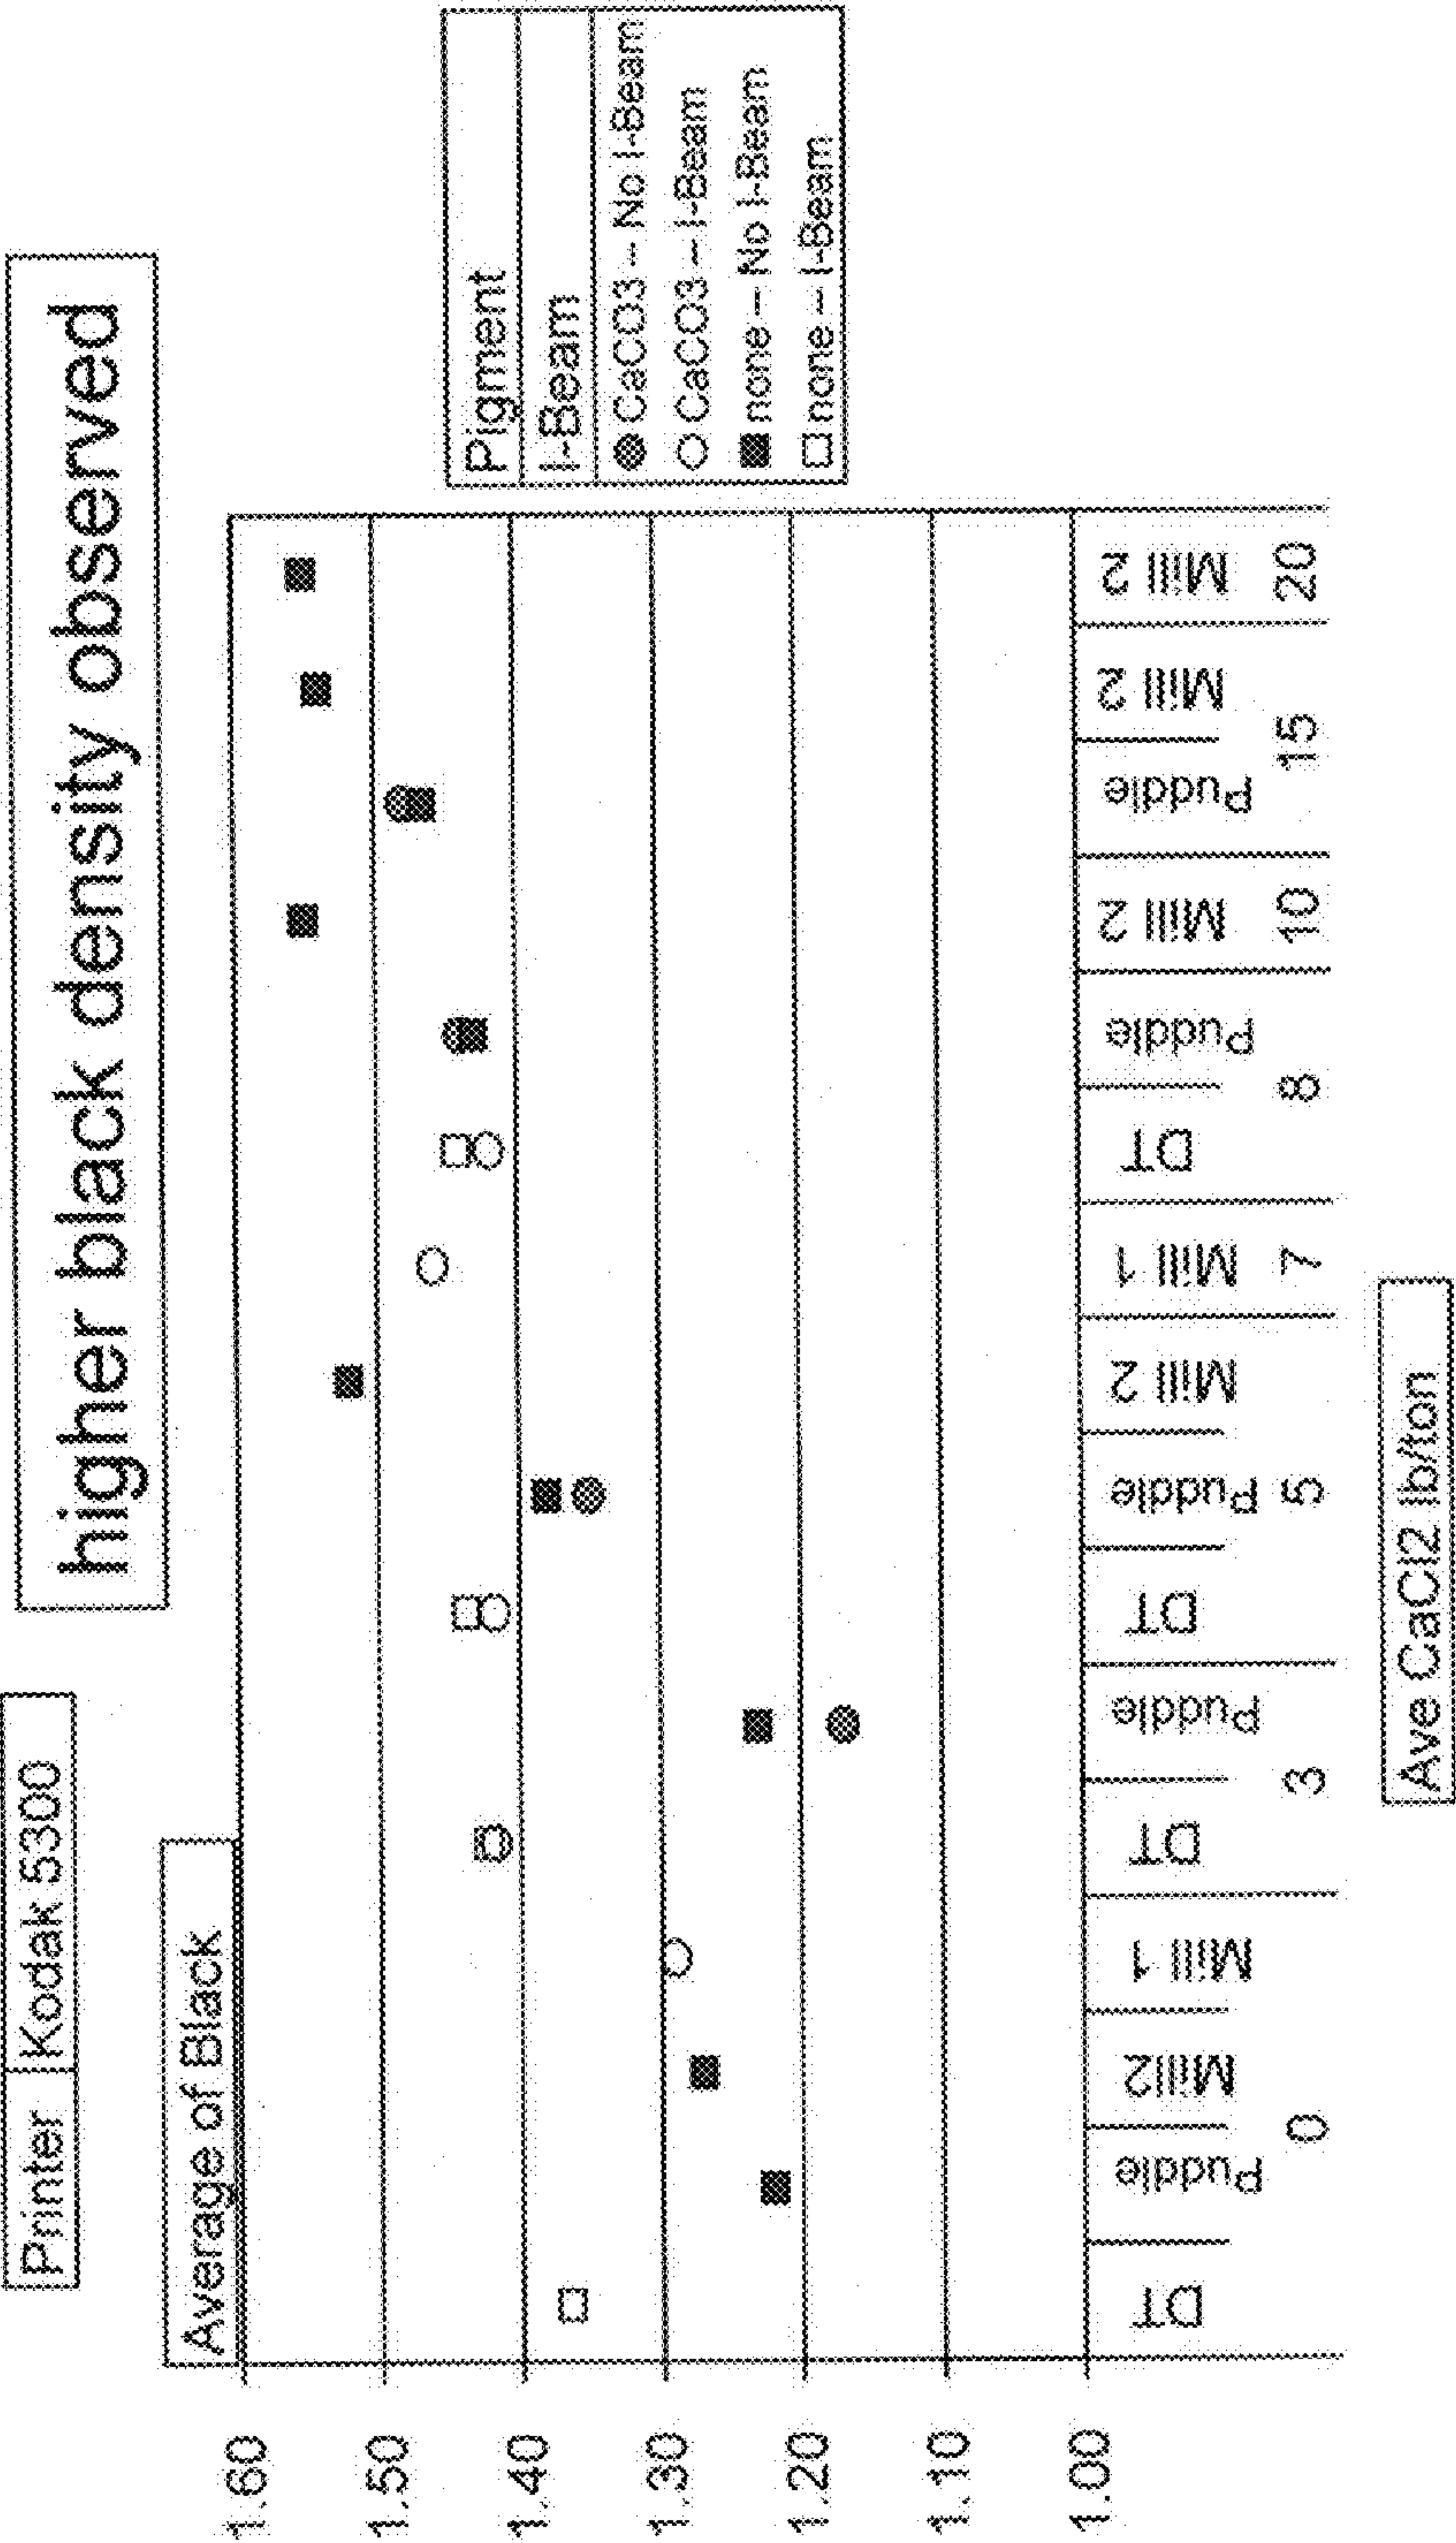 Printer Kodak 5300
higher black density observed
Average of Black
1.60
1.50
1.40
1.30
1.20
1.10
1.00
DT Puddle Mill2 Mill 1 DT Puddle DT Puddle Mill 2 Mill 1 DT Puddle Mill 2 Puddle Mill 2 Mill 2
0 3 5 7 8 10 15 20
Ave CaCl2 lb/ton
Pigment
I-Beam
CaCO3 – No I-Beam
CaCO3 – I-Beam
none – No I-Beam
none – I-Beam